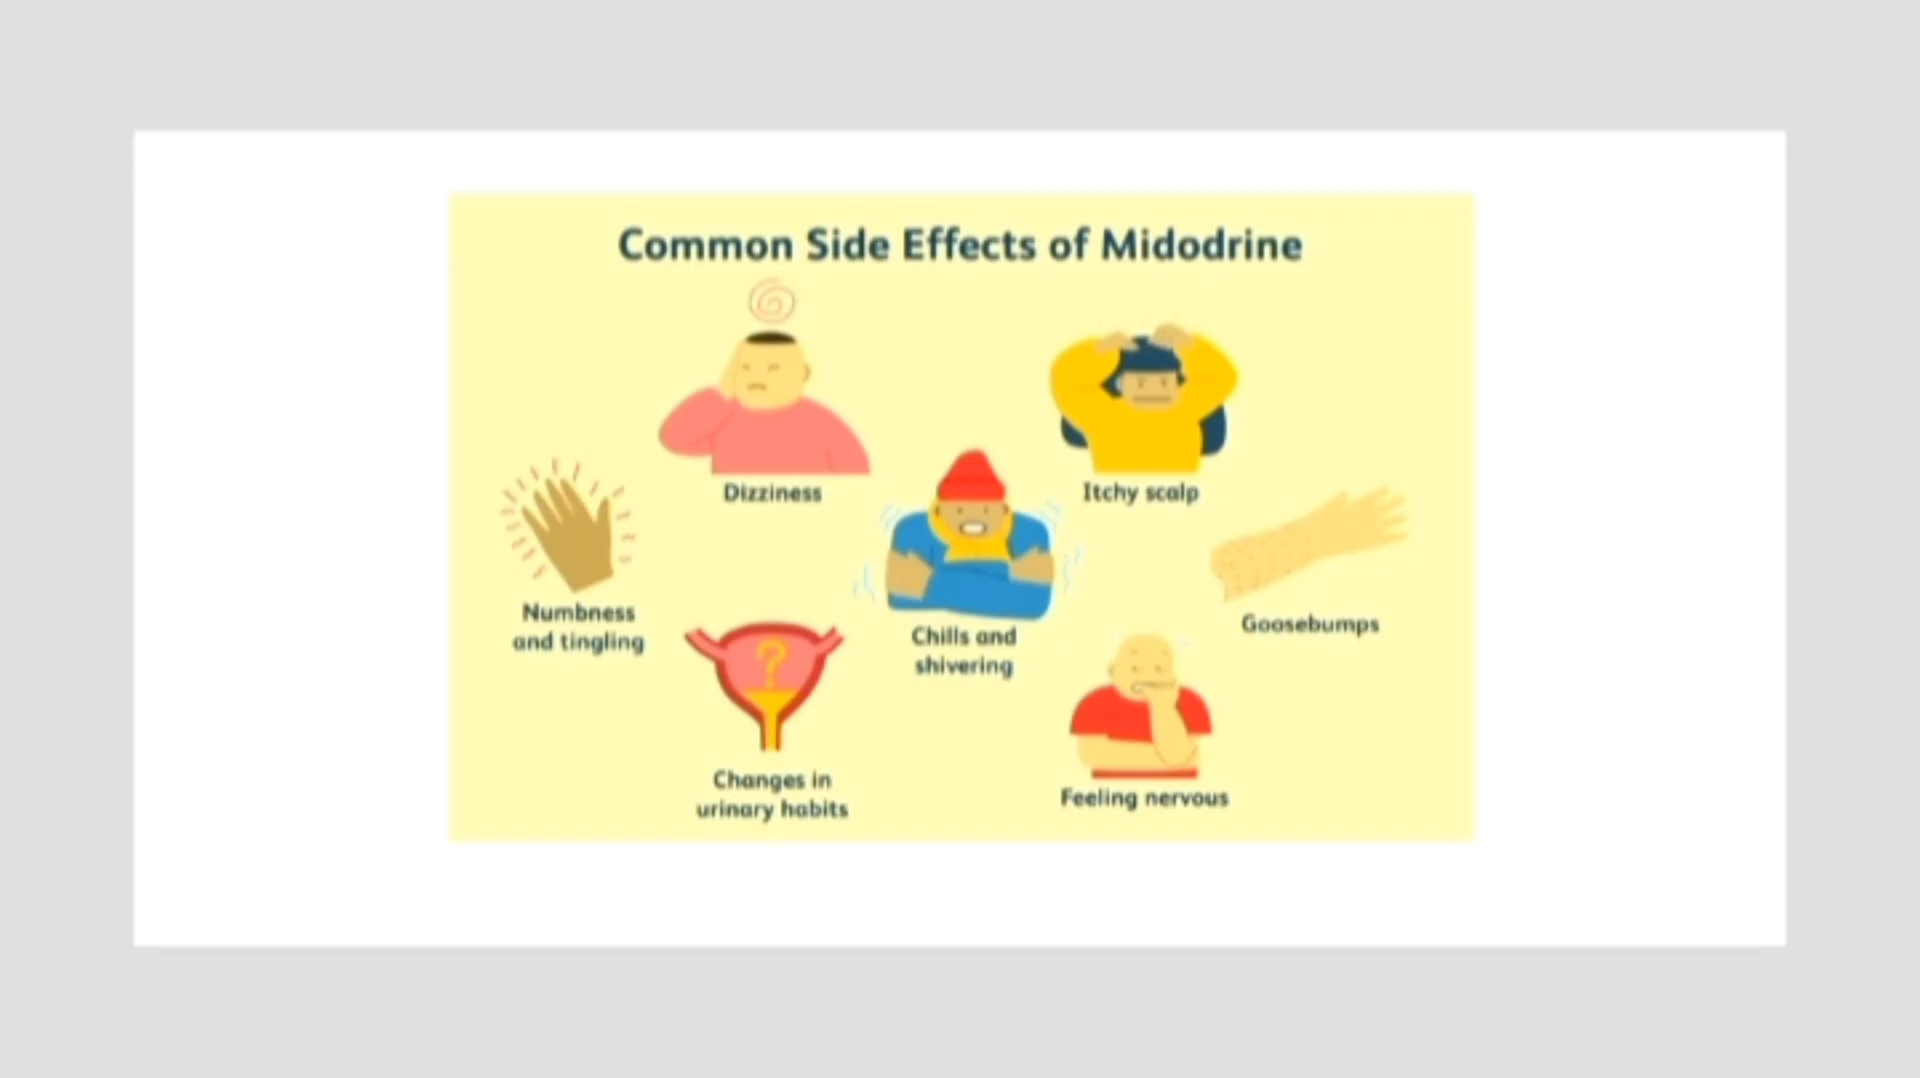 Common Side Effects of Midodrine
Dizziness
Itchy scalp
Numbness
and tingling
Chills and
shivering
Goosebumps
Changes in
urinary habits
Feeling nervous